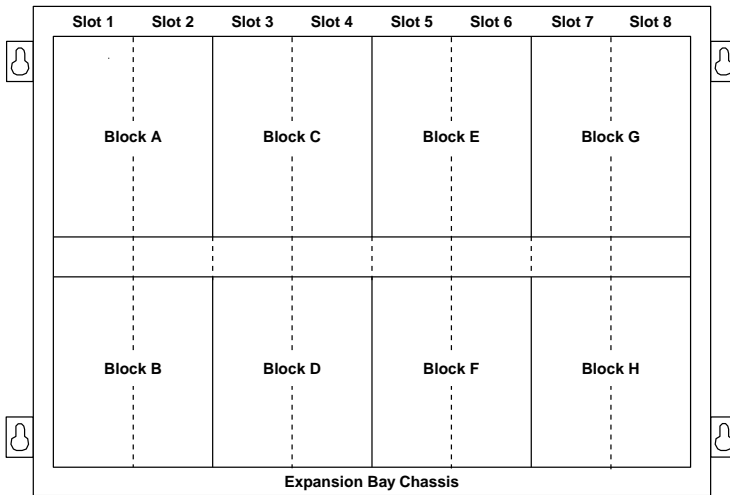 Slot 1 Slot 2 Slot 3 Slot 4 Slot 5 Slot 6 Slot 7 Slot 8
Block A Block C Block E Block G
Block B Block D Block F Block H
Expansion Bay Chassis